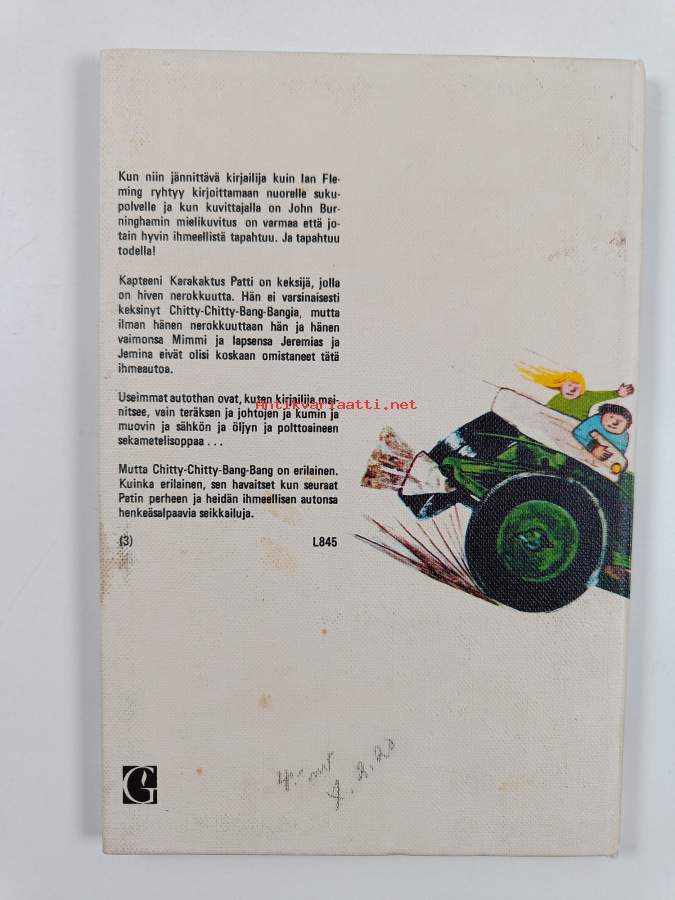 Kun niin jännittävä kirjailija kuin Ian Fle-
ming ryhtyy kirjoittamaan nuorelle suku-
polvelle ja kun kuvittajalla on John Bur-
ninghamin mielikuvitus on varmaa että jo-
tain hyvin ihmeellistä tapahtuu. Ja tapahtuu
todella!
Kapteeni Karakaktus Patti on keksijä, jolla
on hiven nerokkuutta. Hän ei varsinaisesti
keksinyt Chitty-Chitty-Bang-Bangia, mutta
ilman hänen nerokkuuttaan hän ja hänen
vaimonsa Mimmi ja lapsensa Jeremias ja
Jemina eivät olisi koskaan omistaneet tätä
ihmeautoa.
Useimmat autothan ovat, kuten kirjailija mai-
nitsee, vain teräksen ja johtojen ja kumin ja
muovin ja sähkön ja öljyn ja polttoaineen
sekametelisoppaa . . .
Antikvariaatti.net
Mutta Chitty-Chitty-Bang-Bang on erilainen.
Kuinka erilainen, sen havaitset kun seuraat
Patin perheen ja heidän ihmeellisen autonsa
henkeäsalpaavia seikkailuja.
(3) L845
4.-
2.20
G